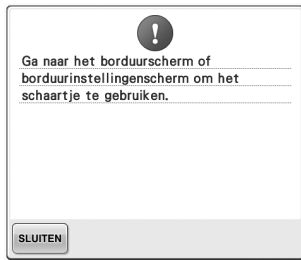 Ga naar het borduurscherm of
borduurinstellingenscherm om het
schaartje te gebruiken.
SLUITEN